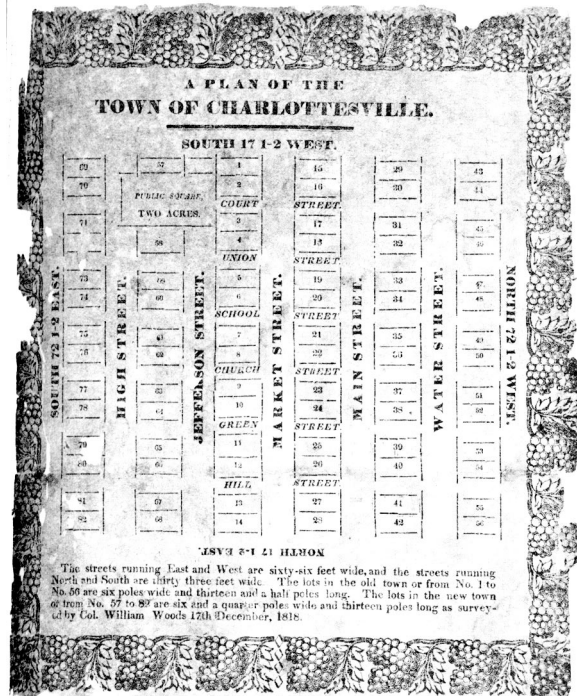 A PLAN OF THE
TOWN OF CHARLOTTESVILLE.
SOUTH 17 1-2 WEST.
69 57 1 15 29 43
70 2 16 30 44
PUBLIC SQUARE,
TWO ACRES.
COURT STREET.
71 3 17 31 45
58 4 18 32 46
UNION STREET.
73 59 5 19 33 47
74 60 6 20 34 48
SCHOOL STREET.
75 61 7 21 35 49
76 62 8 22 36 50
CHURCH STREET.
77 63 9 23 37 51
78 64 10 24 38 52
GREEN STREET.
79 65 11 25 39 53
80 66 12 26 40 54
HILL STREET.
81 67 13 27 41 55
82 68 14 28 42 56
SOUTH 72 1-2 EAST.
HIGH STREET.
JEFFERSON STREET.
MARKET STREET.
MAIN STREET.
WATER STREET.
NORTH 72 1-2 WEST.
NORTH 17 1-2 EAST.
The streets running East and West are sixty-six feet wide, and the streets running
North and South are thirty three feet wide. The lots in the old town or from No. 1 to
No. 56 are six poles wide and thirteen and a half poles long. The lots in the new town
or from No. 57 to 82 are six and a quarter poles wide and thirteen poles long as survey-
ed by Col. William Woods 17th December, 1818.